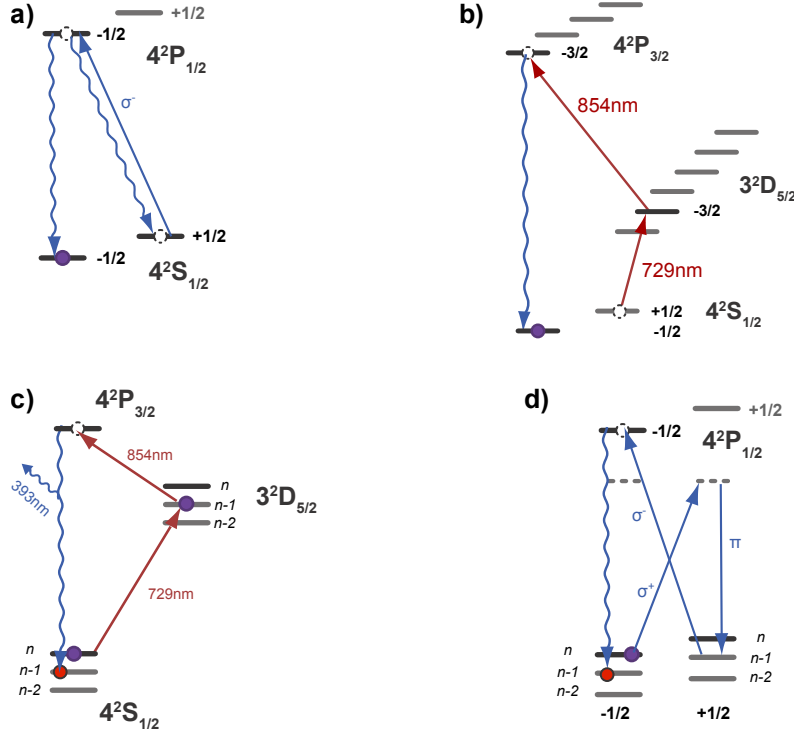 a)
+1/2
-1/2
4²P₁/₂
σ⁻
+1/2
-1/2
4²S₁/₂
b)
-3/2
4²P₃/₂
854nm
3²D₅/₂
-3/2
729nm
+1/2
-1/2
4²S₁/₂
c)
4²P₃/₂
854nm
393nm
n
n-1
n-2
3²D₅/₂
729nm
n
n-1
n-2
4²S₁/₂
d)
+1/2
-1/2
4²P₁/₂
σ⁻
π
σ⁺
n
n-1
n-2
n
n-1
n-2
-1/2
+1/2